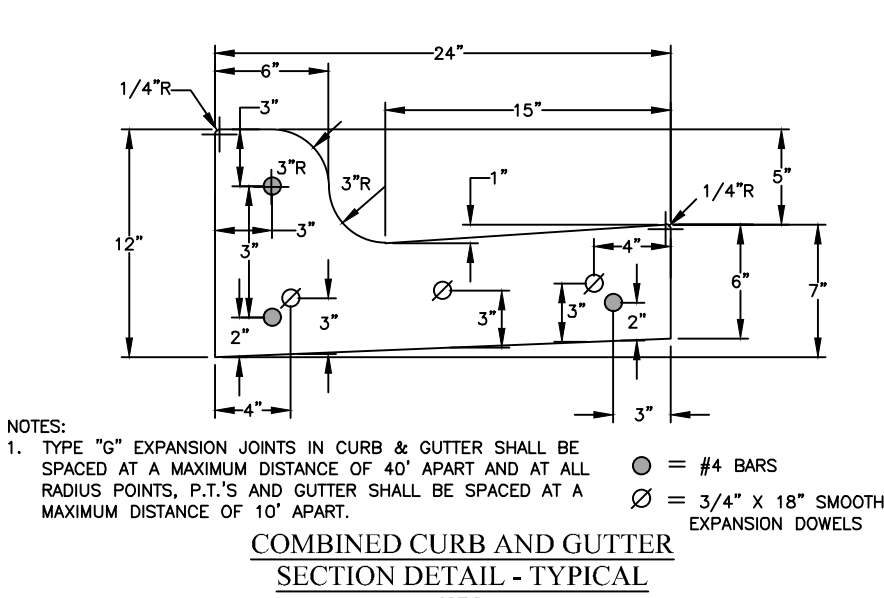 24”
6”
1/4”R
3”
15”
3”R
3”R
1”
5”
1/4”R
12”
3”
3”
4”
6”
7”
2”
3”
3”
3”
2”
4”
3”
NOTES:
1. TYPE "G" EXPANSION JOINTS IN CURB & GUTTER SHALL BE
SPACED AT A MAXIMUM DISTANCE OF 40' APART AND AT ALL
RADIUS POINTS, P.T.'S AND GUTTER SHALL BE SPACED AT A
MAXIMUM DISTANCE OF 10' APART.
= #4 BARS
= 3/4” X 18” SMOOTH
EXPANSION DOWELS
COMBINED CURB AND GUTTER
SECTION DETAIL - TYPICAL